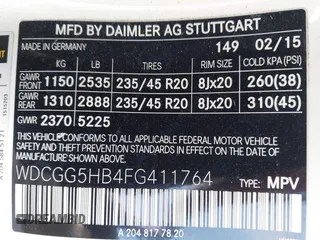 MFD BY DAIMLER AG STUTTGART
MADE IN GERMANY 149 02/15
KG LB TIRES RIMS COLD KPA (PSI)
GAWR FRONT 1150 2535 235/45 R20 8Jx20 260(38)
GAWR REAR 1310 2888 235/45 R20 8Jx20 310(45)
GVWR 2370 5225
THIS VEHICLE CONFORMS TO ALL APPLICABLE U.S. FEDERAL
MOTOR VEHICLE SAFETY, BUMPER, AND THEFT PREVENTION STANDARDS
IN EFFECT ON THE DATE OF MANUFACTURE SHOWN ABOVE
WDCGG5HB4FG411764
TYPE: MPV
A 204 817 78 20